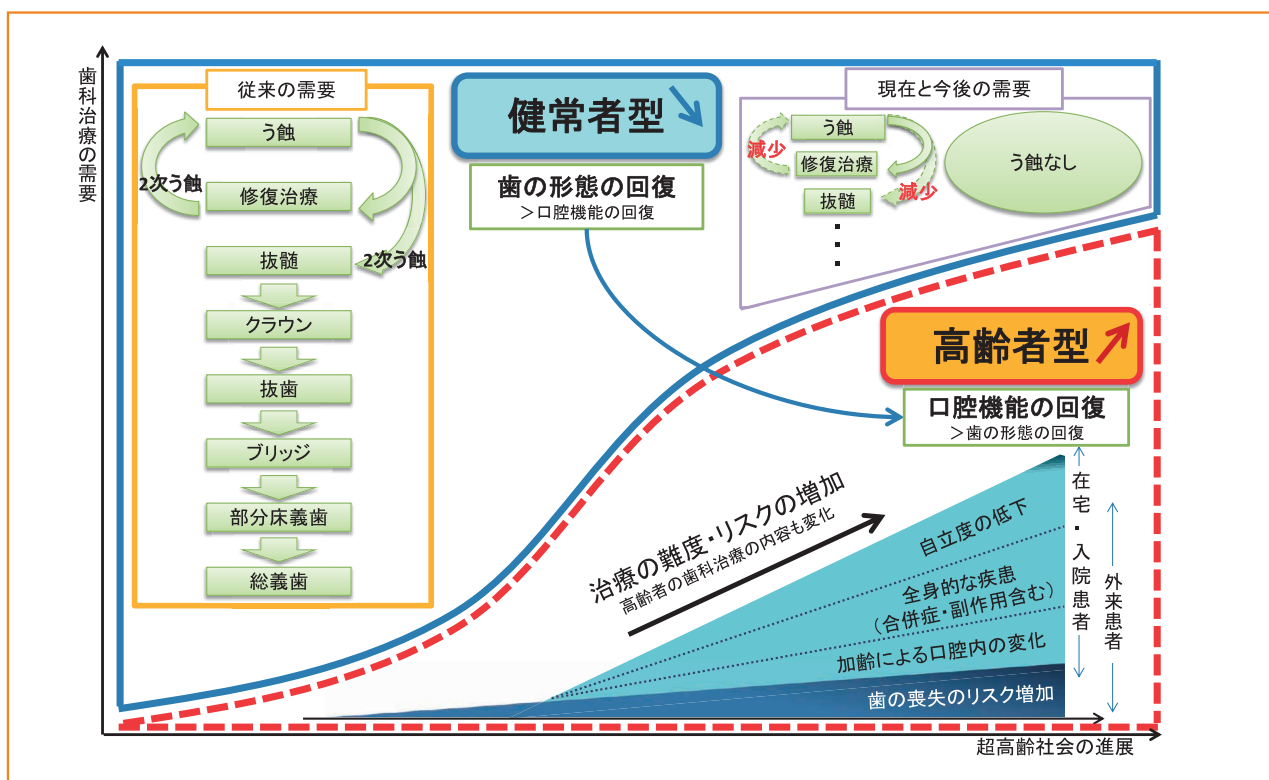 歯科治療の需要
従来の需要
う蝕
2次う蝕
修復治療
抜髄
2次う蝕
クラウン
抜歯
ブリッジ
部分床義歯
総義歯
健常者型
歯の形態の回復
＞口腔機能の回復
現在と今後の需要
う蝕
減少
修復治療
減少
抜髄
う蝕なし
高齢者型
口腔機能の回復
＞歯の形態の回復
治療の難度・リスクの増加
高齢者の歯科治療の内容も変化
自立度の低下
全身的な疾患
（合併症・副作用含む）
加齢による口腔内の変化
歯の喪失のリスク増加
在宅・入院患者
外来患者
超高齢社会の進展